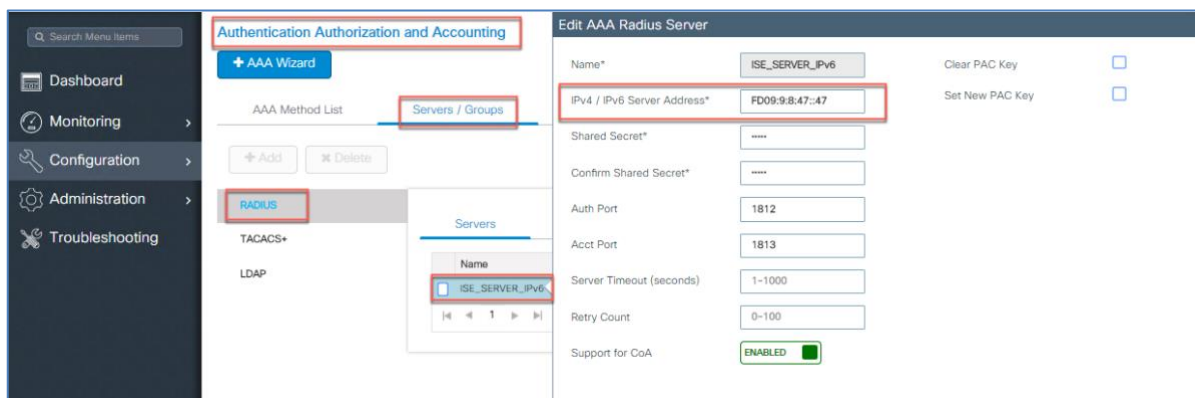 Search Menu Items
Dashboard
Monitoring
Configuration
Administration
Troubleshooting
Authentication Authorization and Accounting
+ AAA Wizard
AAA Method List
Servers / Groups
+ Add
✖ Delete
RADIUS
TACACS+
LDAP
Servers
Name
ISE_SERVER_IPv6
1
Edit AAA Radius Server
Name* ISE_SERVER_IPv6
IPv4 / IPv6 Server Address* FD09:9:8:47::47
Shared Secret* •••••
Confirm Shared Secret* •••••
Auth Port 1812
Acct Port 1813
Server Timeout (seconds) 1-1000
Retry Count 0-100
Support for CoA ENABLED
Clear PAC Key
Set New PAC Key